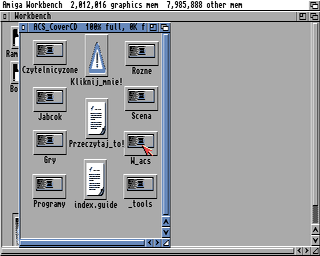 Amiga Workbench 2,012,016 graphics mem 7,985,888 other mem
Workbench
ACS_CoverCD 100% full, 0K f
Ram
Bo
Czytelniczyone
Kliknij_mnie!
Rozne
Jabcok
Przeczytaj_to!
Scena
Gry
W_acs
Programy
index.guide
_tools